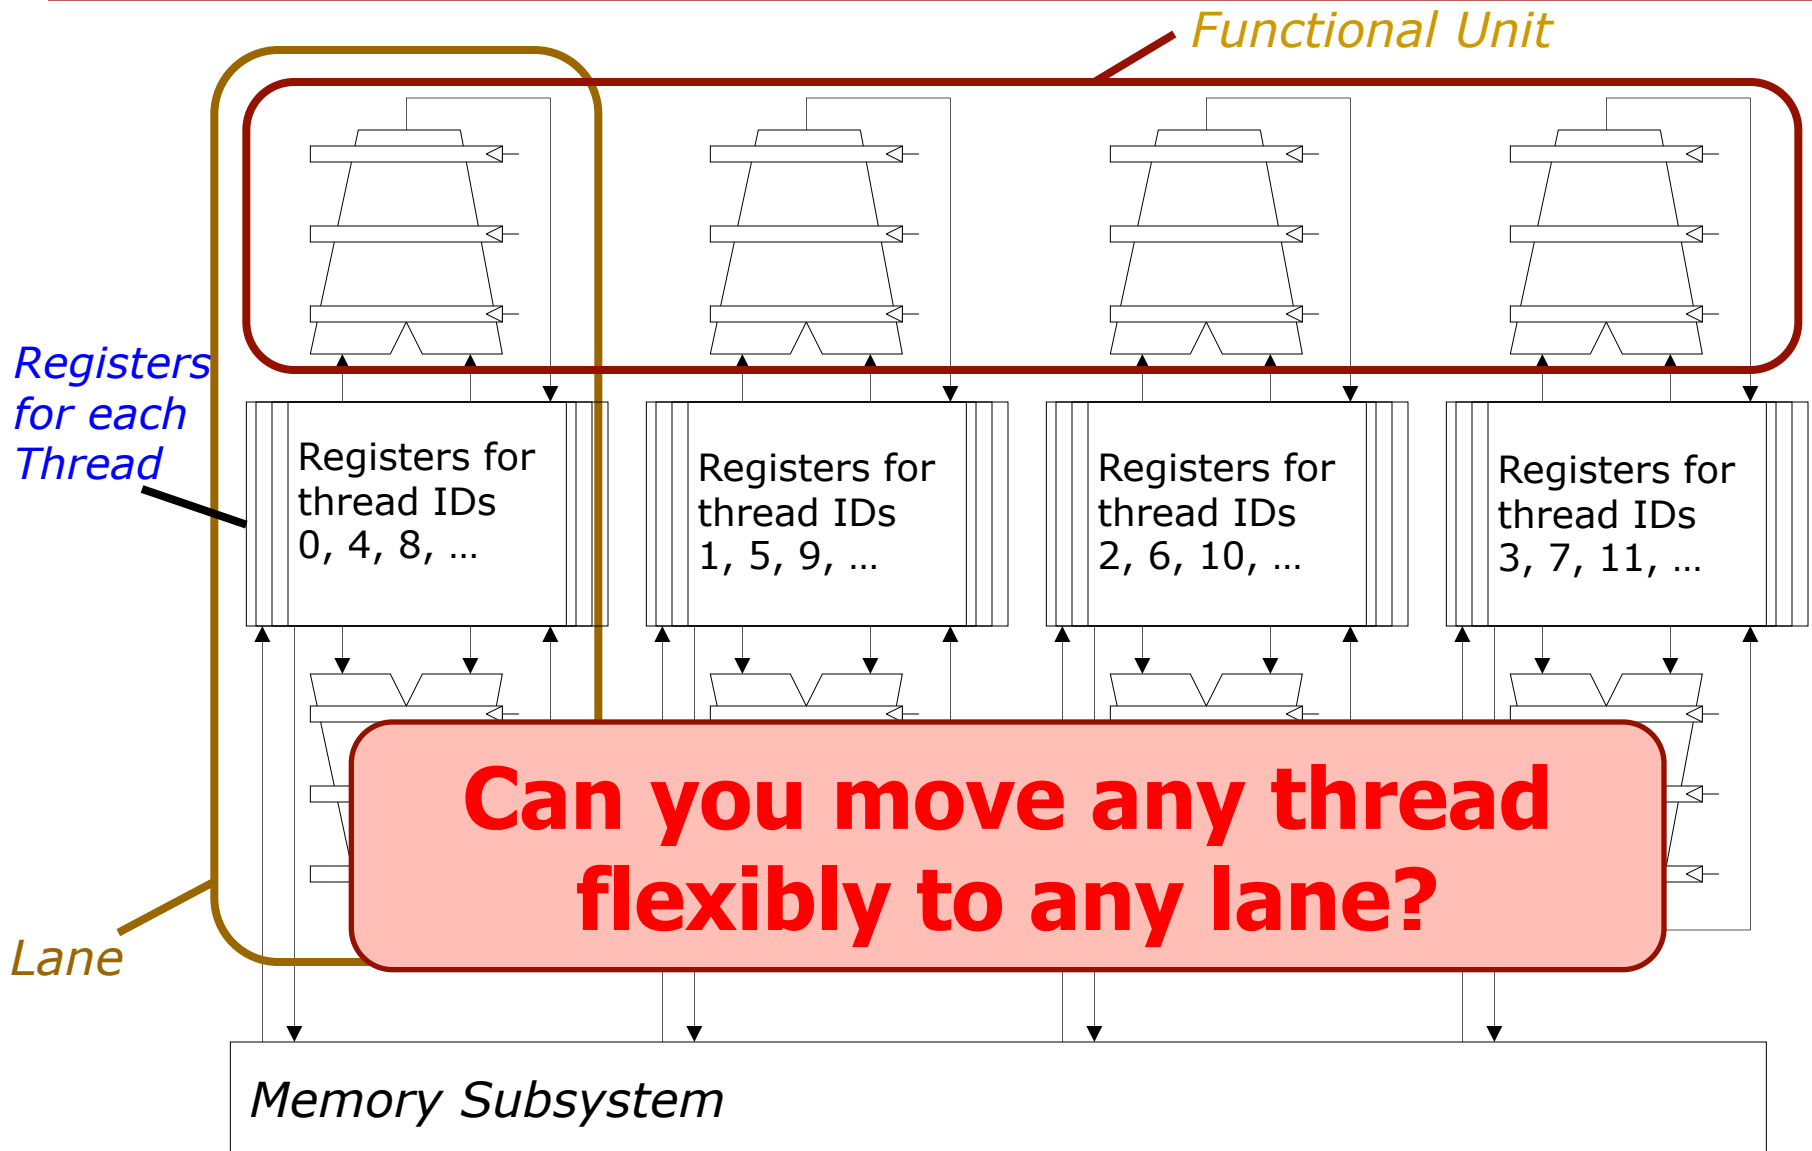 Functional Unit
Registers
for each
Thread
Registers for
thread IDs
0, 4, 8, …
Registers for
thread IDs
1, 5, 9, …
Registers for
thread IDs
2, 6, 10, …
Registers for
thread IDs
3, 7, 11, …
Can you move any thread
flexibly to any lane?
Lane
Memory Subsystem